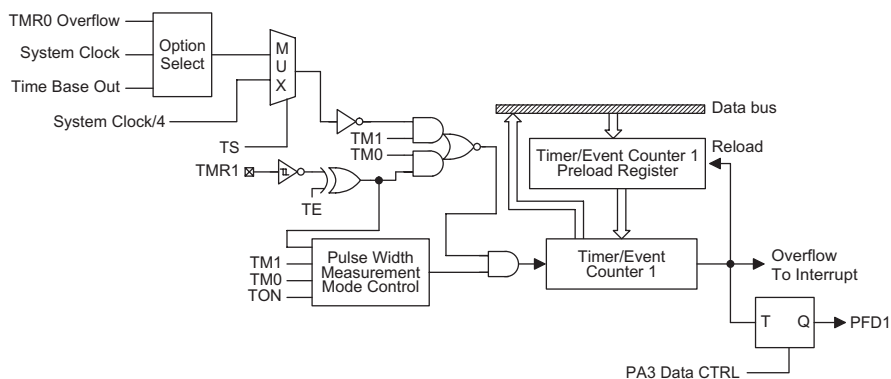 TMR0 Overflow
System Clock
Time Base Out
Option
Select
M
U
X
System Clock/4
TS
TM1
TM0
TMR1
TE
Data bus
Timer/Event Counter 1
Preload Register
Reload
TM1
TM0
TON
Pulse Width
Measurement
Mode Control
Timer/Event
Counter 1
Overflow
To Interrupt
T Q
PFD1
PA3 Data CTRL